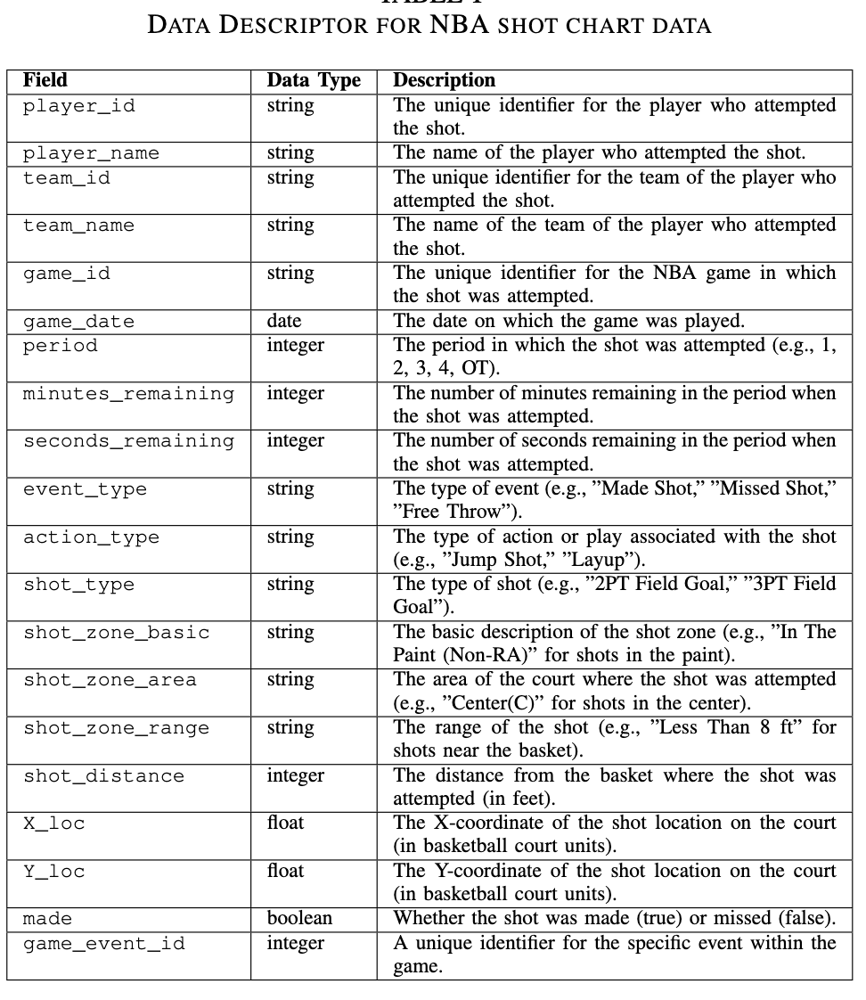 TABLE I
DATA DESCRIPTOR FOR NBA SHOT CHART DATA
Field Data Type Description
player_id string The unique identifier for the player who attempted
the shot.
player_name string The name of the player who attempted the shot.
team_id string The unique identifier for the team of the player who
attempted the shot.
team_name string The name of the team of the player who attempted
the shot.
game_id string The unique identifier for the NBA game in which
the shot was attempted.
game_date date The date on which the game was played.
period integer The period in which the shot was attempted (e.g., 1,
2, 3, 4, OT).
minutes_remaining integer The number of minutes remaining in the period when
the shot was attempted.
seconds_remaining integer The number of seconds remaining in the period when
the shot was attempted.
event_type string The type of event (e.g., ”Made Shot,” ”Missed Shot,”
”Free Throw”).
action_type string The type of action or play associated with the shot
(e.g., ”Jump Shot,” ”Layup”).
shot_type string The type of shot (e.g., ”2PT Field Goal,” ”3PT Field
Goal”).
shot_zone_basic string The basic description of the shot zone (e.g., ”In The
Paint (Non-RA)” for shots in the paint).
shot_zone_area string The area of the court where the shot was attempted
(e.g., ”Center(C)” for shots in the center).
shot_zone_range string The range of the shot (e.g., ”Less Than 8 ft” for
shots near the basket).
shot_distance integer The distance from the basket where the shot was
attempted (in feet).
X_loc float The X-coordinate of the shot location on the court
(in basketball court units).
Y_loc float The Y-coordinate of the shot location on the court
(in basketball court units).
made boolean Whether the shot was made (true) or missed (false).
game_event_id integer A unique identifier for the specific event within the
game.